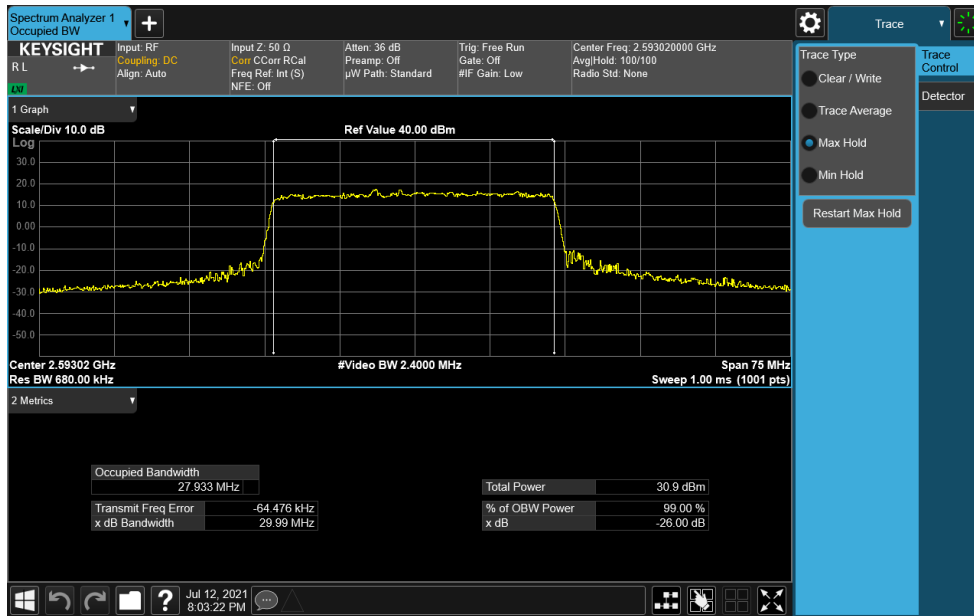 Spectrum Analyzer 1
Occupied BW
Trace
KEYSIGHT
R L
LXI
Input: RF
Coupling: DC
Align: Auto
Input Z: 50 Ω
Corr CCorr RCal
Freq Ref: Int (S)
NFE: Off
Atten: 36 dB
Preamp: Off
µW Path: Standard
Trig: Free Run
Gate: Off
#IF Gain: Low
Center Freq: 2.593020000 GHz
Avg|Hold: 100/100
Radio Std: None
Trace Type
Clear / Write
Trace Average
Max Hold
Min Hold
Restart Max Hold
Trace
Control
Detector
1 Graph
Scale/Div 10.0 dB
Ref Value 40.00 dBm
Log
30.0
20.0
10.0
0.00
-10.0
-20.0
-30.0
-40.0
-50.0
Center 2.59302 GHz
#Video BW 2.4000 MHz
Span 75 MHz
Res BW 680.00 kHz
Sweep 1.00 ms (1001 pts)
2 Metrics
Occupied Bandwidth
27.933 MHz
Transmit Freq Error -64.476 kHz
x dB Bandwidth 29.99 MHz
Total Power 30.9 dBm
% of OBW Power 99.00 %
x dB -26.00 dB
?
Jul 12, 2021
8:03:22 PM